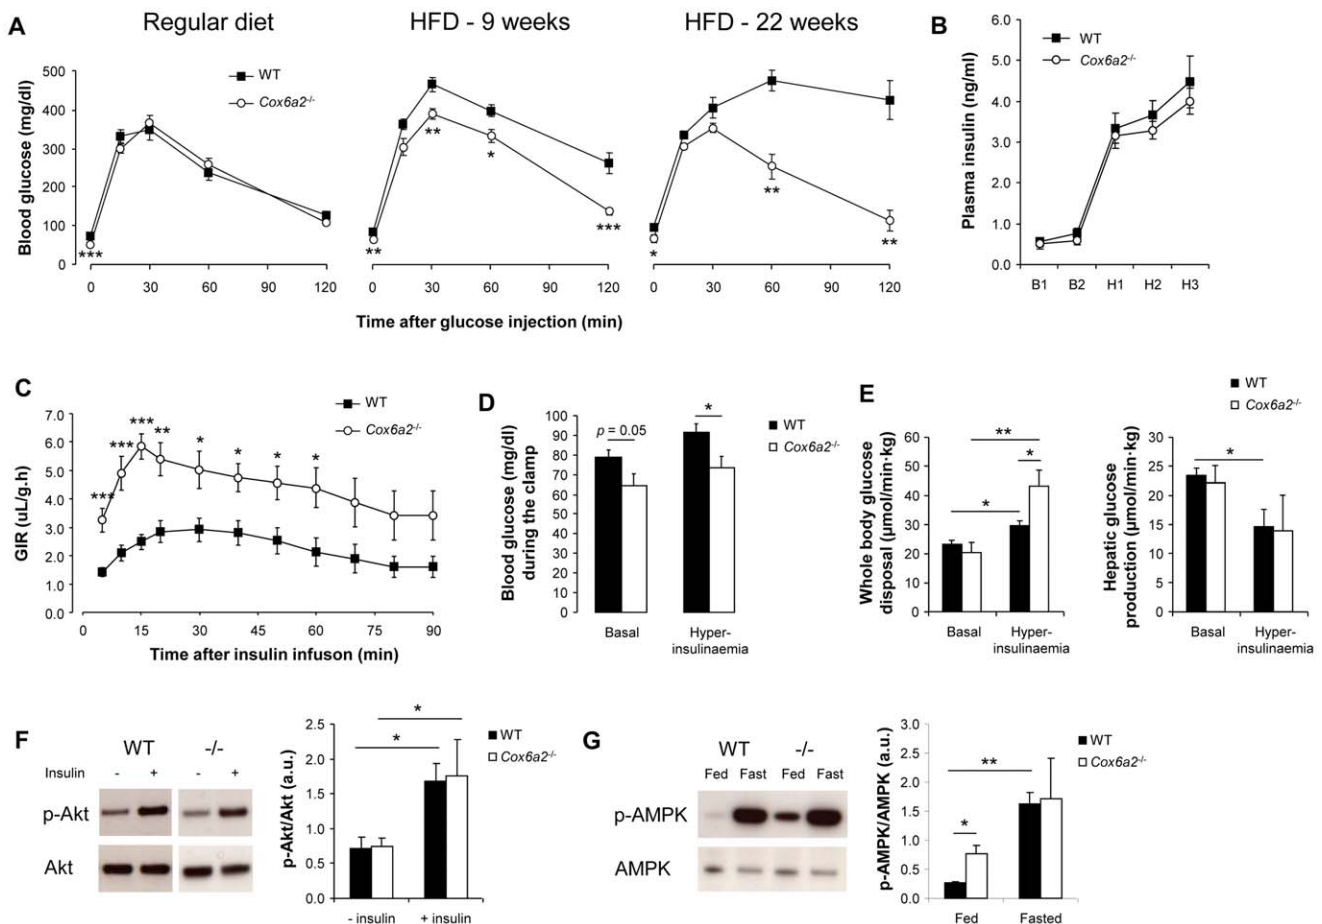 A
Regular diet
HFD - 9 weeks
HFD - 22 weeks
Blood glucose (mg/dl)
500
400
300
200
100
0
WT
Cox6a2-/-
***
** * ***
**
* ** **
0 30 60 90 120
0 30 60 90 120
0 30 60 90 120
Time after glucose injection (min)
B
WT
Cox6a2-/-
Plasma insulin (ng/ml)
6.0
5.0
4.0
3.0
2.0
1.0
0.0
B1 B2 H1 H2 H3
C
WT
Cox6a2-/-
GIR (uL/g.h)
7.0
6.0
5.0
4.0
3.0
2.0
1.0
0.0
*** *** *** ** * * * *
0 15 30 45 60 75 90
Time after insulin infuson (min)
D
WT
Cox6a2-/-
Blood glucose (mg/dl)
during the clamp
100
90
80
70
60
50
40
30
20
10
0
p = 0.05
*
Basal
Hyper-
insulinaemia
E
WT
Cox6a2-/-
Whole body glucose
disposal (μmol/min·kg)
60
50
40
30
20
10
0
**
*
*
Basal
Hyper-
insulinaemia
Hepatic glucose
production (μmol/min·kg)
30
25
20
15
10
5
0
*
Basal
Hyper-
insulinaemia
F
WT -/-
Insulin - + - +
p-Akt
Akt
p-Akt/Akt (a.u.)
2.5
2.0
1.5
1.0
0.5
0.0
*
*
WT
Cox6a2-/-
- insulin + insulin
G
WT -/-
Fed Fast Fed Fast
p-AMPK
AMPK
p-AMPK/AMPK (a.u.)
3.0
2.5
2.0
1.5
1.0
0.5
0.0
**
*
WT
Cox6a2-/-
Fed Fasted